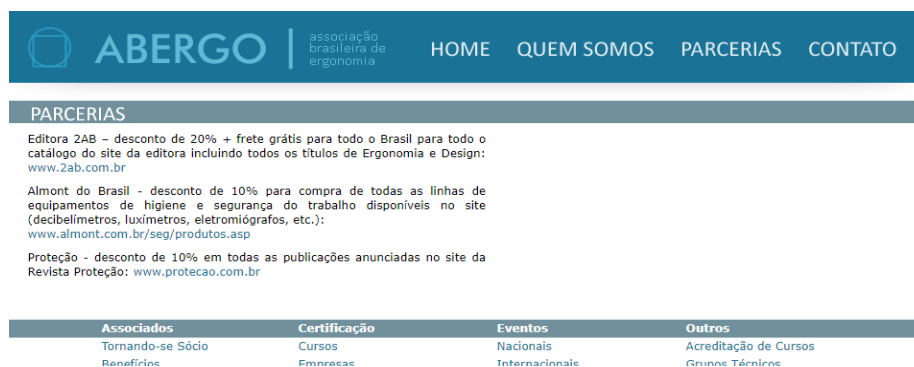 ABERGO
associação
brasileira de
ergonomia
HOME QUEM SOMOS PARCERIAS CONTATO
PARCERIAS
Editora 2AB – desconto de 20% + frete grátis para todo o Brasil para todo o
catálogo do site da editora incluindo todos os títulos de Ergonomia e Design:
www.2ab.com.br
Almont do Brasil - desconto de 10% para compra de todas as linhas de
equipamentos de higiene e segurança do trabalho disponíveis no site
(decibelímetros, luxímetros, eletromiógrafos, etc.):
www.almont.com.br/seg/produtos.asp
Proteção - desconto de 10% em todas as publicações anunciadas no site da
Revista Proteção: www.protecao.com.br
Associados Certificação Eventos Outros
Tornando-se Sócio Cursos Nacionais Acreditação de Cursos
Benefícios Empresas Internacionais Grupos Técnicos